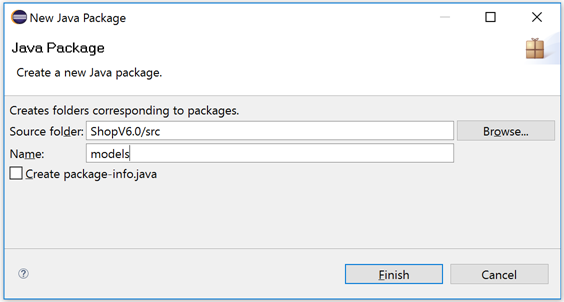 New Java Package
Java Package
Create a new Java package.
Creates folders corresponding to packages.
Source folder: ShopV6.0/src Browse...
Name: models
Create package-info.java
? Finish Cancel